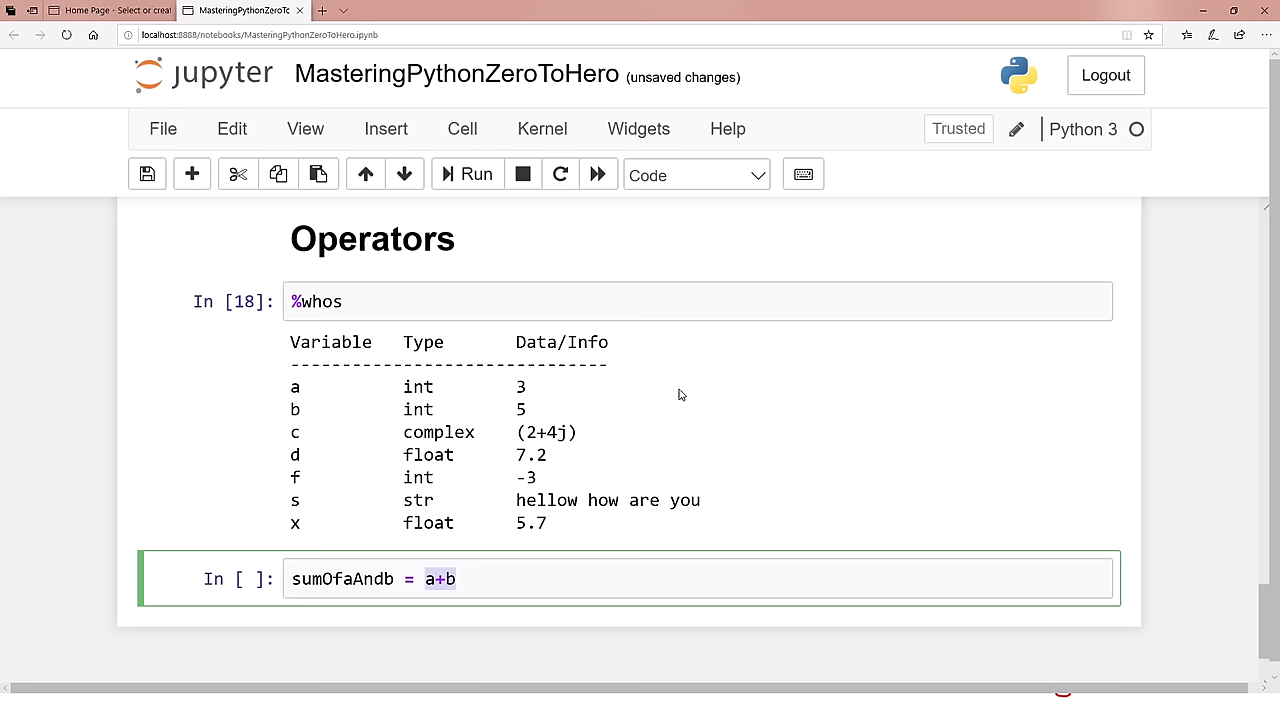 Home Page - Select or creat
MasteringPythonZeroTo
localhost:8888/notebooks/MasteringPythonZeroToHero.ipynb
jupyter MasteringPythonZeroToHero (unsaved changes) Logout
File Edit View Insert Cell Kernel Widgets Help Trusted Python 3
Run Code
Operators
In [18]: %whos
Variable Type Data/Info
-------------------------------
a int 3
b int 5
c complex (2+4j)
d float 7.2
f int -3
s str hellow how are you
x float 5.7
In [ ]: sumOfaAndb = a+b